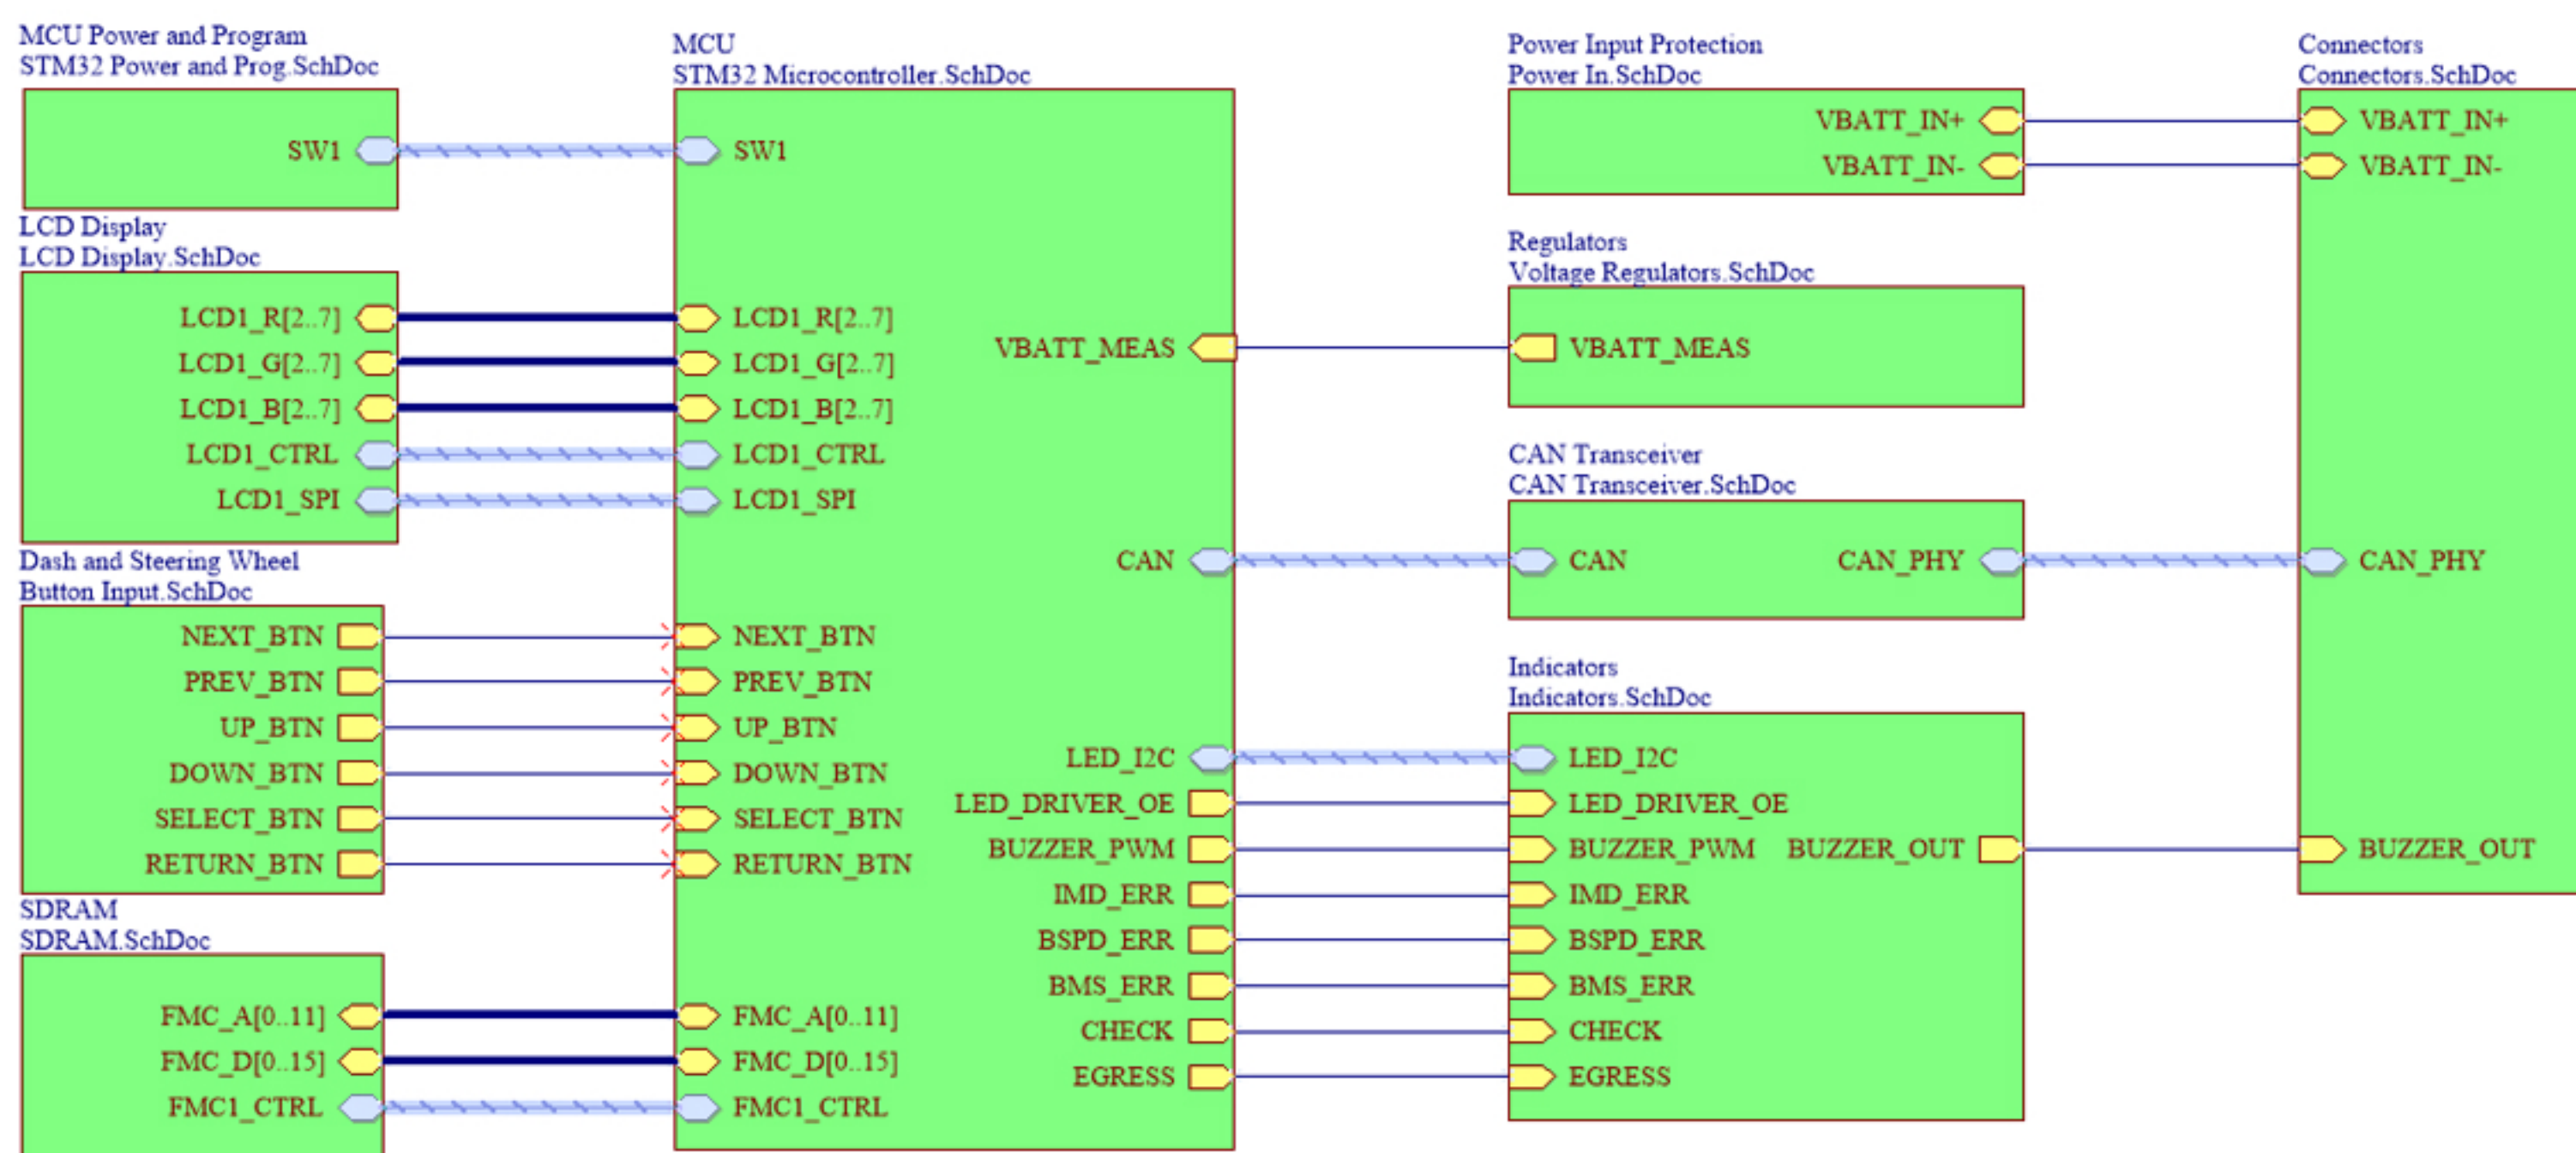 MCU Power and Program
STM32 Power and Prog.SchDoc
SW1
LCD Display
LCD Display.SchDoc
LCD1_R[2..7]
LCD1_G[2..7]
LCD1_B[2..7]
LCD1_CTRL
LCD1_SPI
Dash and Steering Wheel
Button Input.SchDoc
NEXT_BTN
PREV_BTN
UP_BTN
DOWN_BTN
SELECT_BTN
RETURN_BTN
SDRAM
SDRAM.SchDoc
FMC_A[0..11]
FMC_D[0..15]
FMC1_CTRL
MCU
STM32 Microcontroller.SchDoc
SW1
LCD1_R[2..7]
LCD1_G[2..7]
LCD1_B[2..7]
LCD1_CTRL
LCD1_SPI
NEXT_BTN
PREV_BTN
UP_BTN
DOWN_BTN
SELECT_BTN
RETURN_BTN
FMC_A[0..11]
FMC_D[0..15]
FMC1_CTRL
VBATT_MEAS
CAN
LED_I2C
LED_DRIVER_OE
BUZZER_PWM
IMD_ERR
BSPD_ERR
BMS_ERR
CHECK
EGRESS
Power Input Protection
Power In.SchDoc
VBATT_IN+
VBATT_IN-
Regulators
Voltage Regulators.SchDoc
VBATT_MEAS
CAN Transceiver
CAN Transceiver.SchDoc
CAN CAN_PHY
Indicators
Indicators.SchDoc
LED_I2C
LED_DRIVER_OE
BUZZER_PWM BUZZER_OUT
IMD_ERR
BSPD_ERR
BMS_ERR
CHECK
EGRESS
Connectors
Connectors.SchDoc
VBATT_IN+
VBATT_IN-
CAN_PHY
BUZZER_OUT